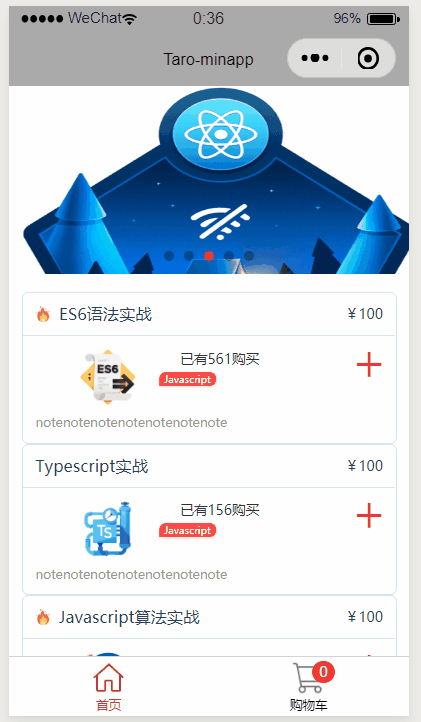 WeChat 0:36 96%
Taro-minapp
ES6语法实战 ￥100
已有561购买
ES6
Javascript
notenotenotenotenotenotenote
Typescript实战 ￥100
已有156购买
TS
Javascript
notenotenotenotenotenotenote
Javascript算法实战 ￥100
0
首页 购物车